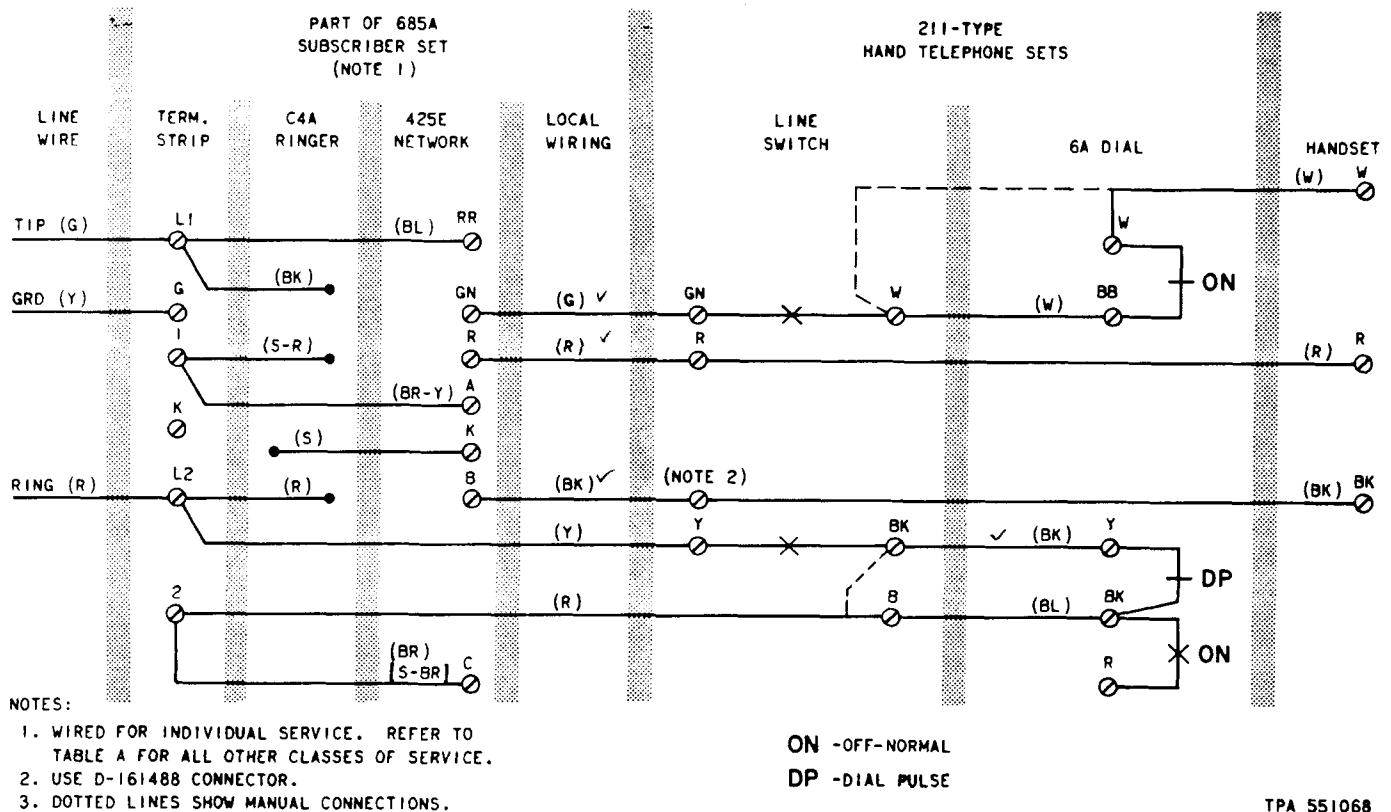 PART OF 685A
SUBSCRIBER SET
(NOTE 1)
211-TYPE
HAND TELEPHONE SETS
LINE
WIRE
TERM.
STRIP
C4A
RINGER
425E
NETWORK
LOCAL
WIRING
LINE
SWITCH
6A DIAL
HANDSET
(W) W
TIP (G) L1 (BL) RR W
(BK) ON
GRD (Y) G GN (G) GN W (W) BB
1 (S-R) R (R) R (R) R
(BR-Y) A
K (S) K
RING (R) L2 (R) B (BK) (NOTE 2) (BK) BK
(Y) Y BK (BK) Y
DP
2 (R) B (BL) BK
(BR)
S-BR C R ON
NOTES:
1. WIRED FOR INDIVIDUAL SERVICE. REFER TO
TABLE A FOR ALL OTHER CLASSES OF SERVICE.
2. USE D-161488 CONNECTOR.
3. DOTTED LINES SHOW MANUAL CONNECTIONS.
ON -OFF-NORMAL
DP -DIAL PULSE
TPA 551068